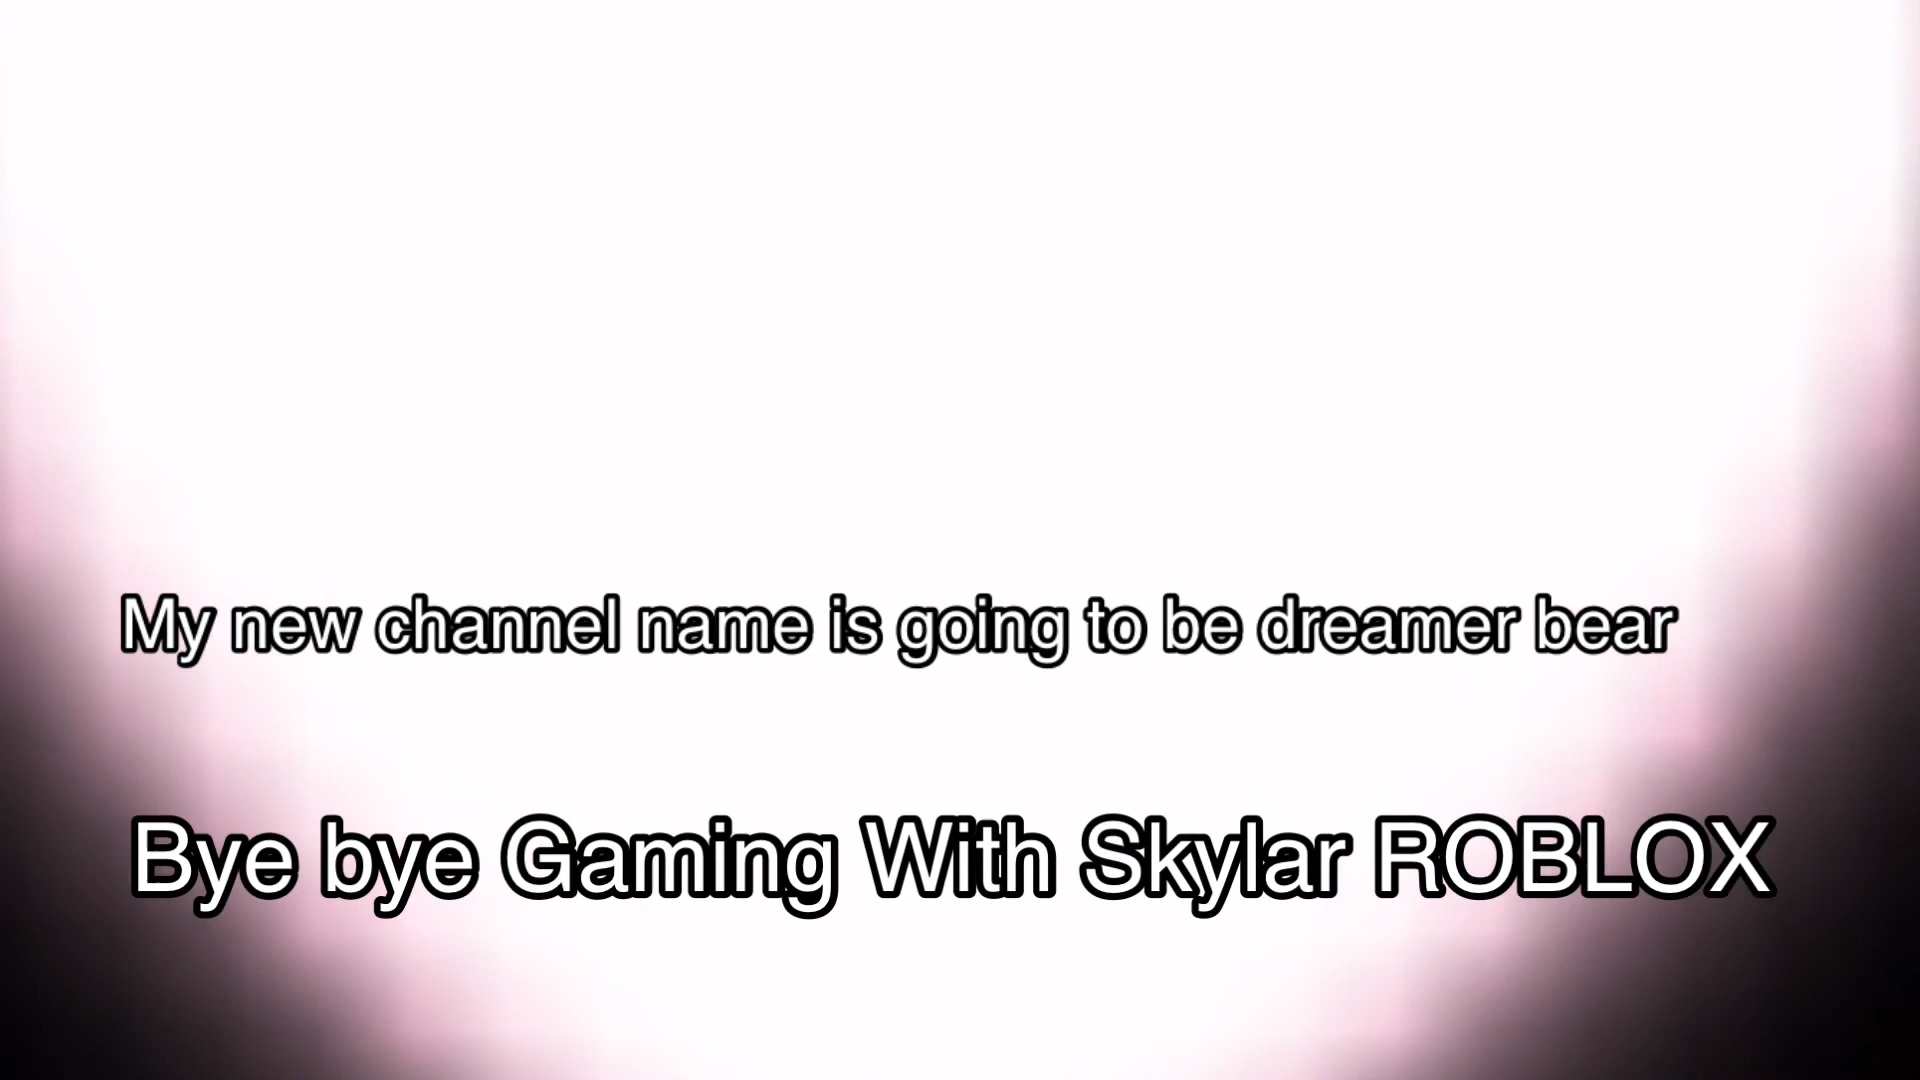 My new channel name is going to be dreamer bear
Bye bye Gaming With Skylar ROBLOX